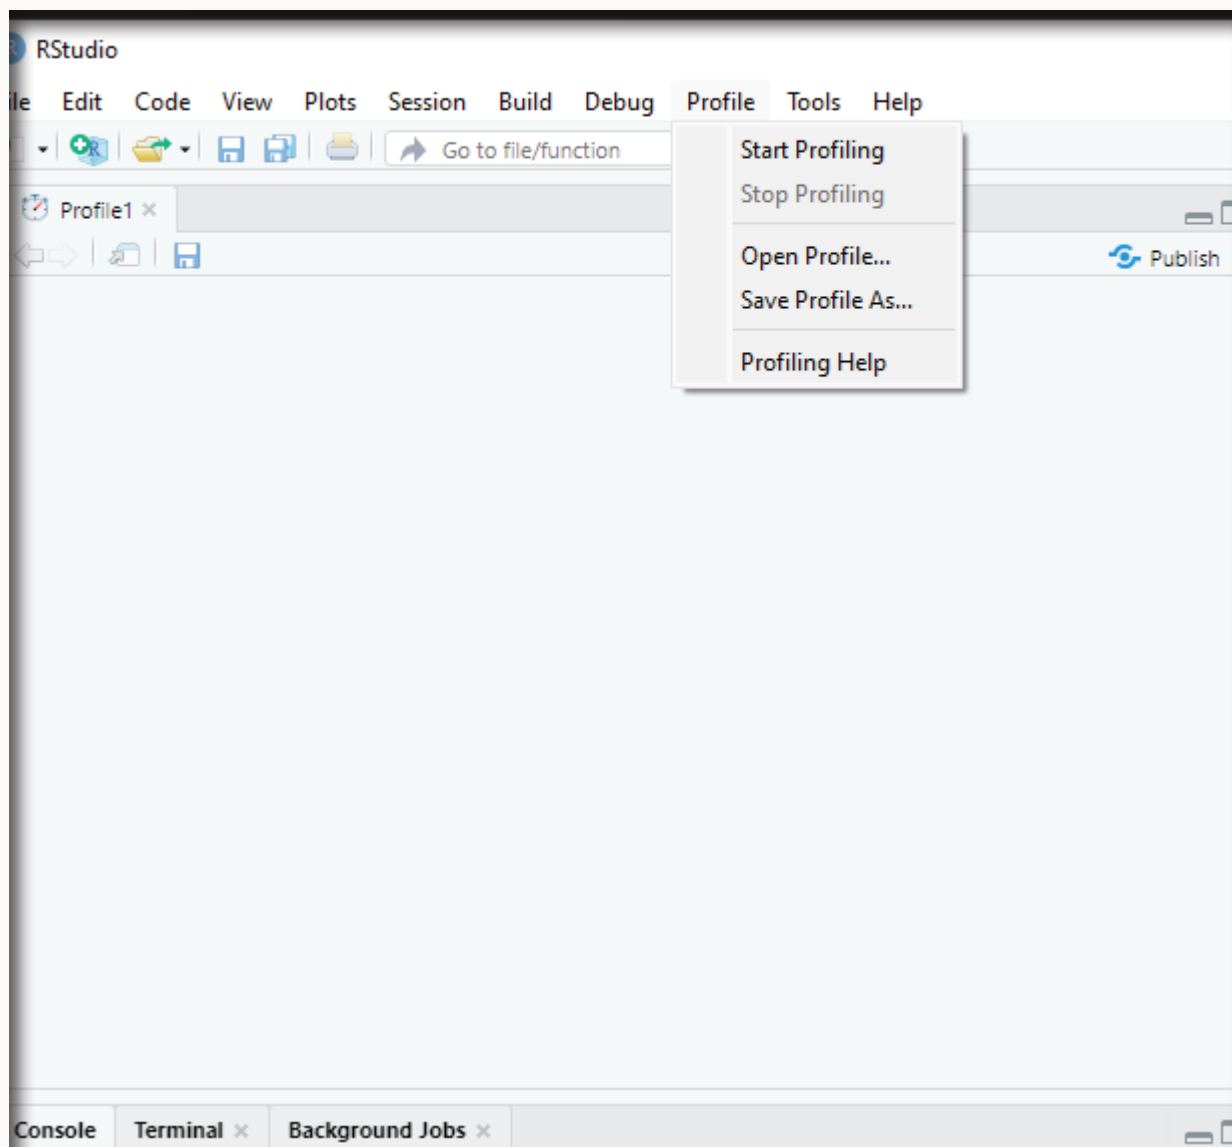 RStudio
ile Edit Code View Plots Session Build Debug Profile Tools Help
Go to file/function
Start Profiling
Stop Profiling
Profile1
Open Profile...
Publish
Save Profile As...
Profiling Help
Console Terminal Background Jobs